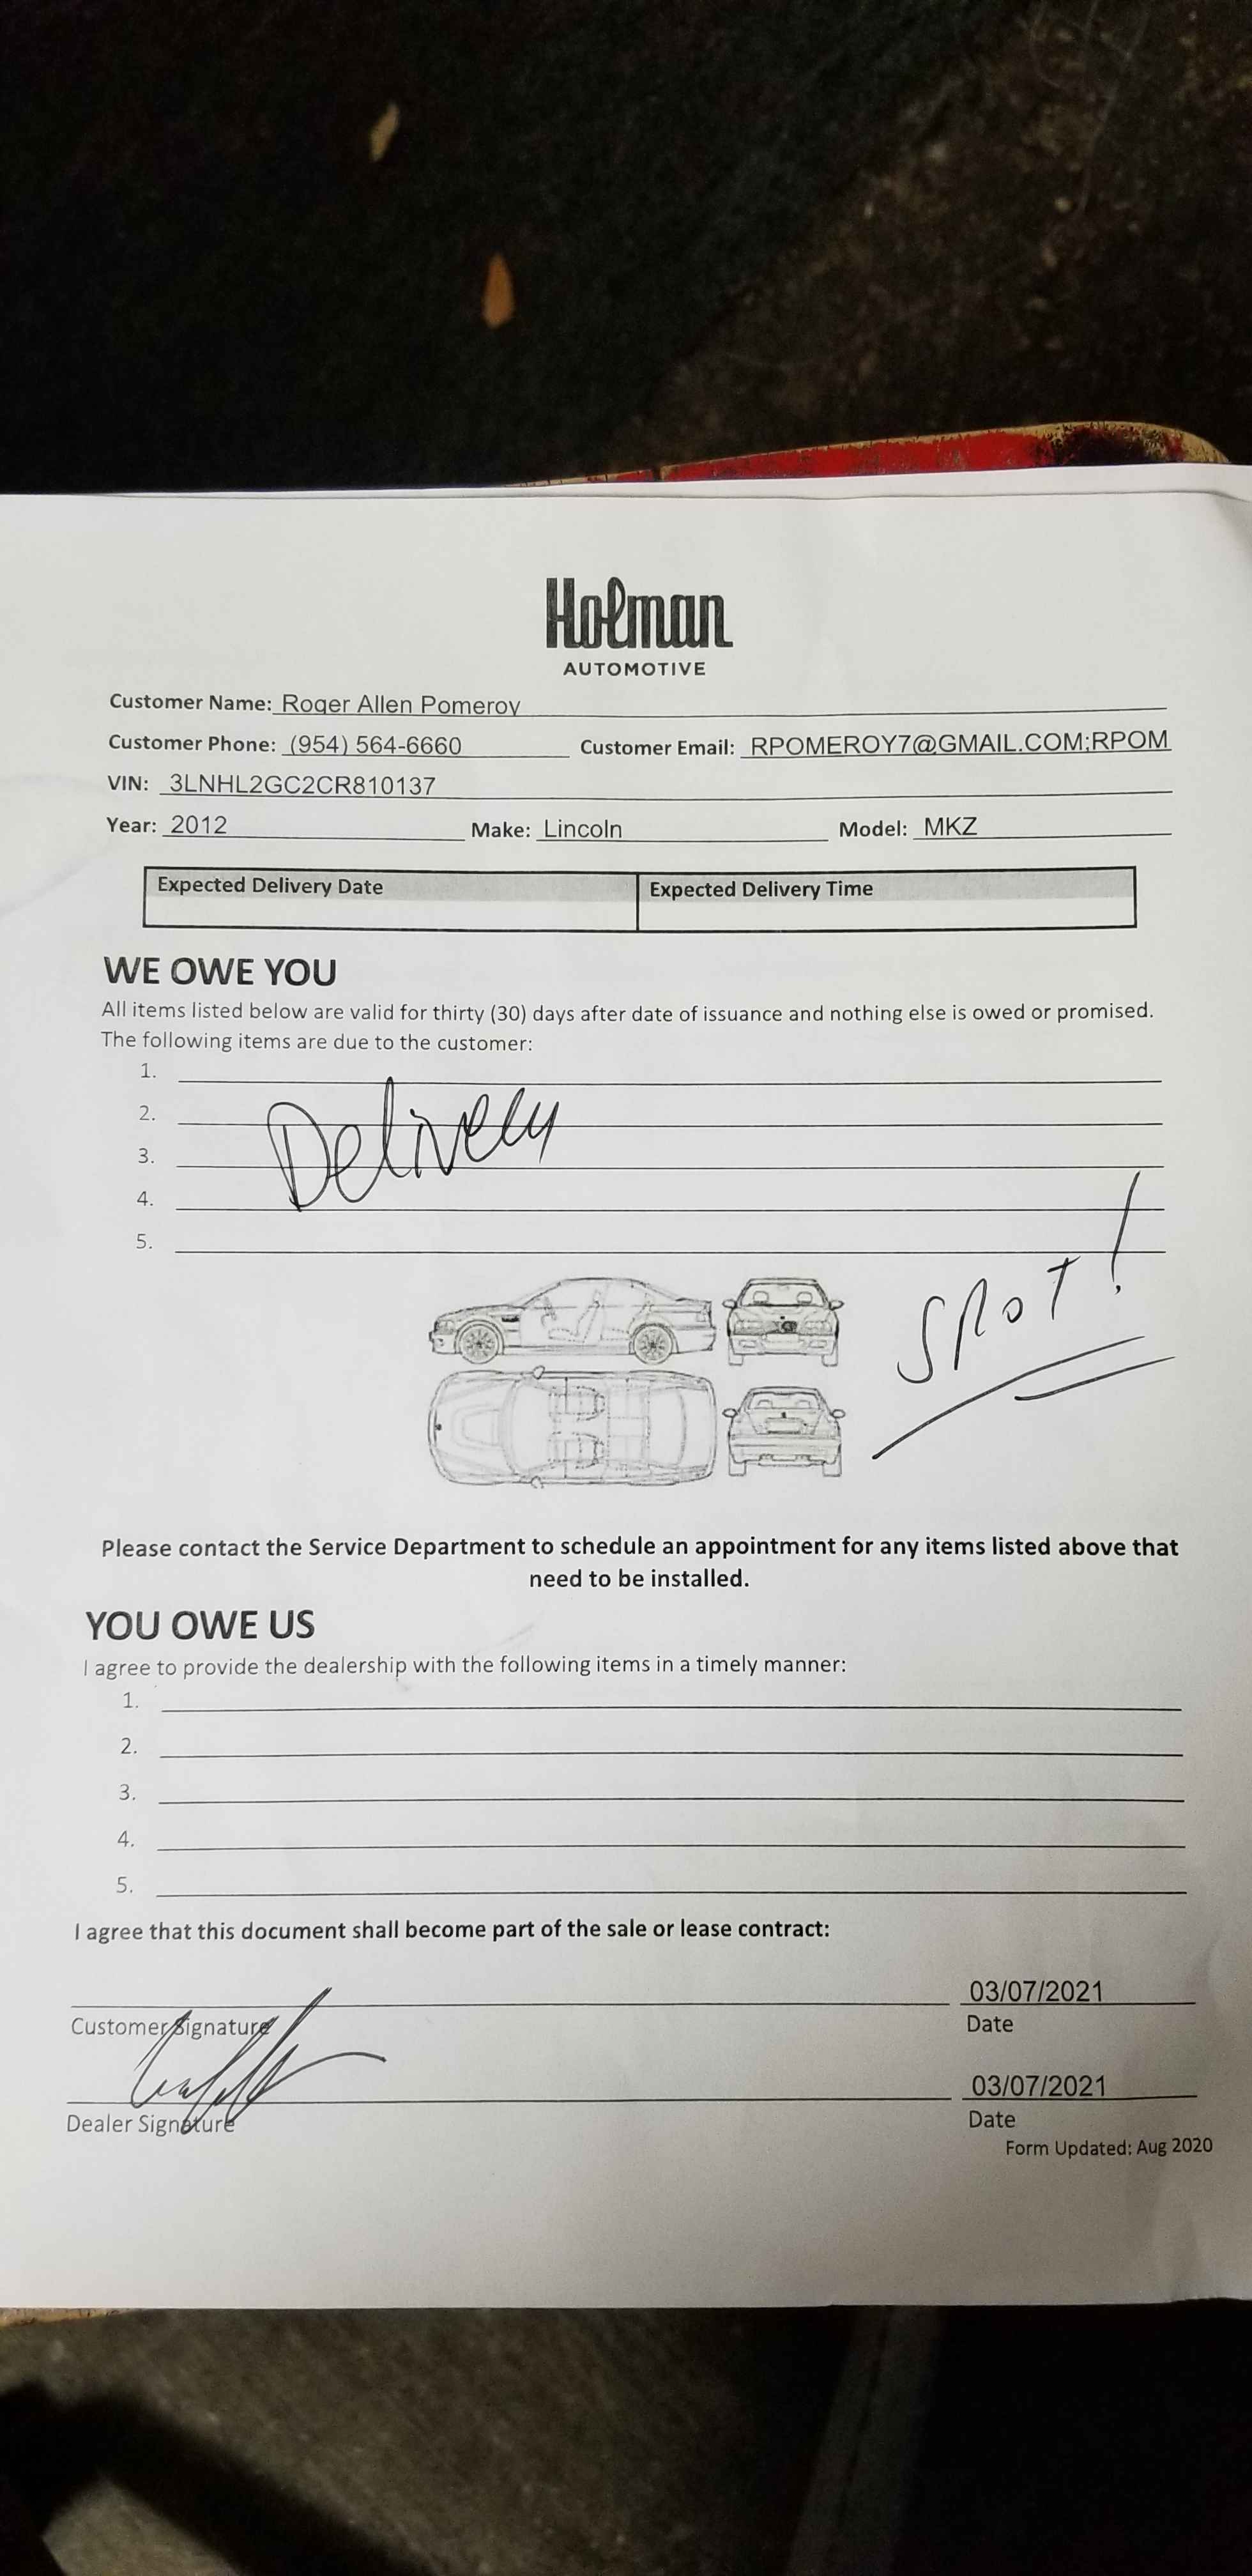 Holman
AUTOMOTIVE
Customer Name: Roger Allen Pomeroy
Customer Phone: (954) 564-6660 Customer Email: RPOMEROY7@GMAIL.COM;RPOM
VIN: 3LNHL2GC2CR810137
Year: 2012 Make: Lincoln Model: MKZ
Expected Delivery Date Expected Delivery Time
WE OWE YOU
All items listed below are valid for thirty (30) days after date of issuance and nothing else is owed or promised.
The following items are due to the customer:
1.
2.
Delivery
3.
4.
5.
SPOT!
Please contact the Service Department to schedule an appointment for any items listed above that
need to be installed.
YOU OWE US
I agree to provide the dealership with the following items in a timely manner:
1.
2.
3.
4.
5.
I agree that this document shall become part of the sale or lease contract:
03/07/2021
Customer Signature Date
03/07/2021
Dealer Signature Date
Form Updated: Aug 2020